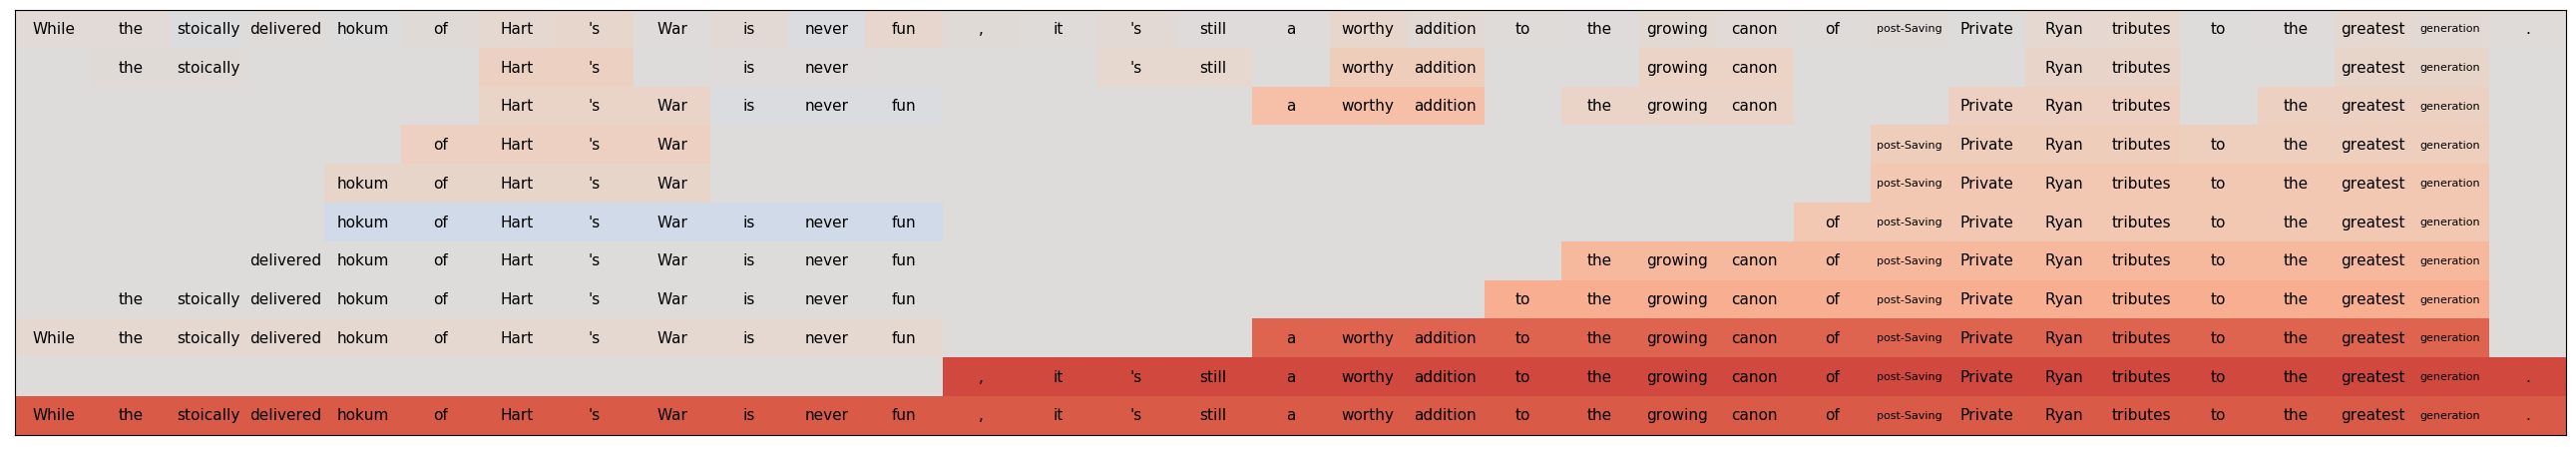 While the stoically delivered hokum of Hart 's War is never fun , it 's still a worthy addition to the growing canon of post-Saving Private Ryan tributes to the greatest generation .
the stoically Hart 's is never 's still worthy addition growing canon Ryan tributes greatest generation
Hart 's War is never fun a worthy addition the growing canon Private Ryan tributes the greatest generation
of Hart 's War post-Saving Private Ryan tributes to the greatest generation
hokum of Hart 's War post-Saving Private Ryan tributes to the greatest generation
hokum of Hart 's War is never fun of post-Saving Private Ryan tributes to the greatest generation
delivered hokum of Hart 's War is never fun the growing canon of post-Saving Private Ryan tributes to the greatest generation
the stoically delivered hokum of Hart 's War is never fun to the growing canon of post-Saving Private Ryan tributes to the greatest generation
While the stoically delivered hokum of Hart 's War is never fun a worthy addition to the growing canon of post-Saving Private Ryan tributes to the greatest generation
, it 's still a worthy addition to the growing canon of post-Saving Private Ryan tributes to the greatest generation .
While the stoically delivered hokum of Hart 's War is never fun , it 's still a worthy addition to the growing canon of post-Saving Private Ryan tributes to the greatest generation .